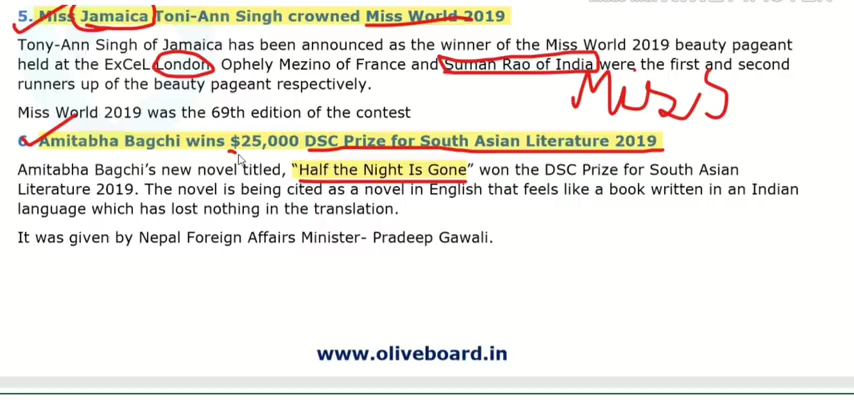 5. Miss Jamaica Toni-Ann Singh crowned Miss World 2019
Tony-Ann Singh of Jamaica has been announced as the winner of the Miss World 2019 beauty pageant
held at the ExCeL London. Ophely Mezino of France and Suman Rao of India were the first and second
runners up of the beauty pageant respectively.
Miss
Miss World 2019 was the 69th edition of the contest
6. Amitabha Bagchi wins $25,000 DSC Prize for South Asian Literature 2019
Amitabha Bagchi's new novel titled, “Half the Night Is Gone” won the DSC Prize for South Asian
Literature 2019. The novel is being cited as a novel in English that feels like a book written in an Indian
language which has lost nothing in the translation.
It was given by Nepal Foreign Affairs Minister- Pradeep Gawali.
www.oliveboard.in